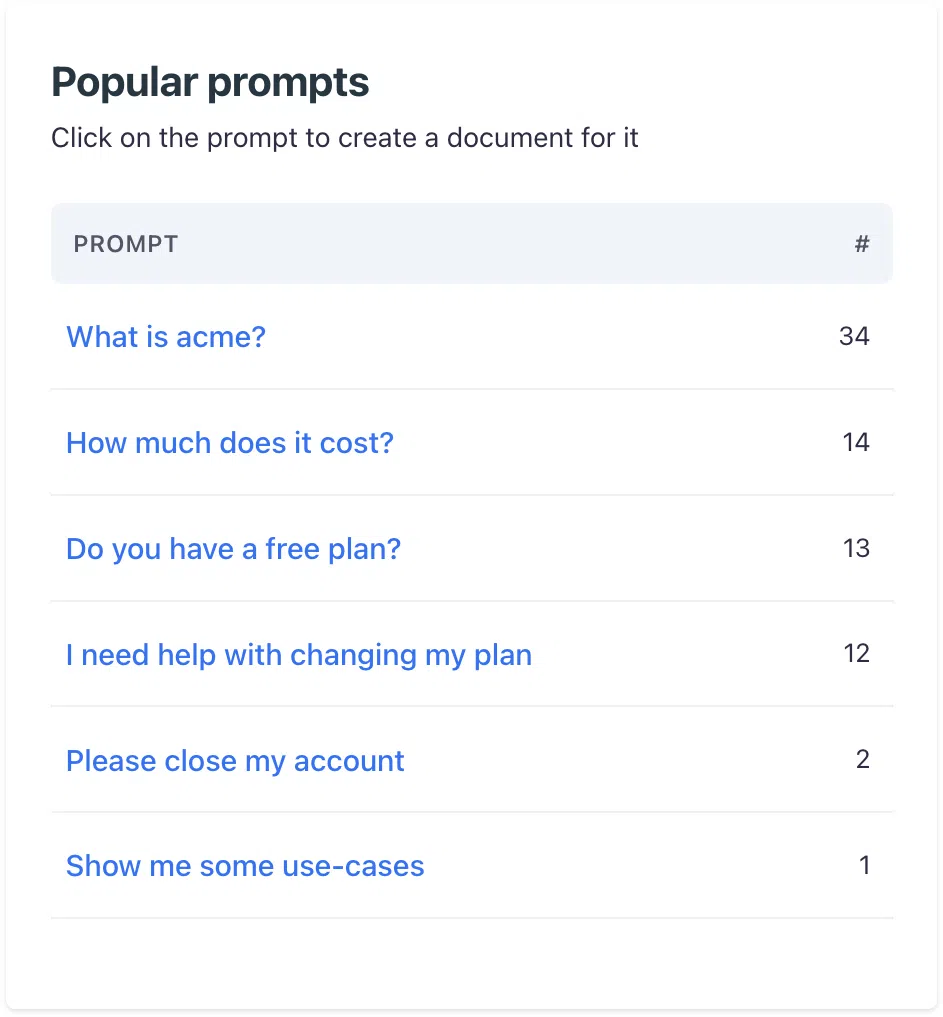 Popular prompts
Click on the prompt to create a document for it
PROMPT #
What is acme? 34
How much does it cost? 14
Do you have a free plan? 13
I need help with changing my plan 12
Please close my account 2
Show me some use-cases 1